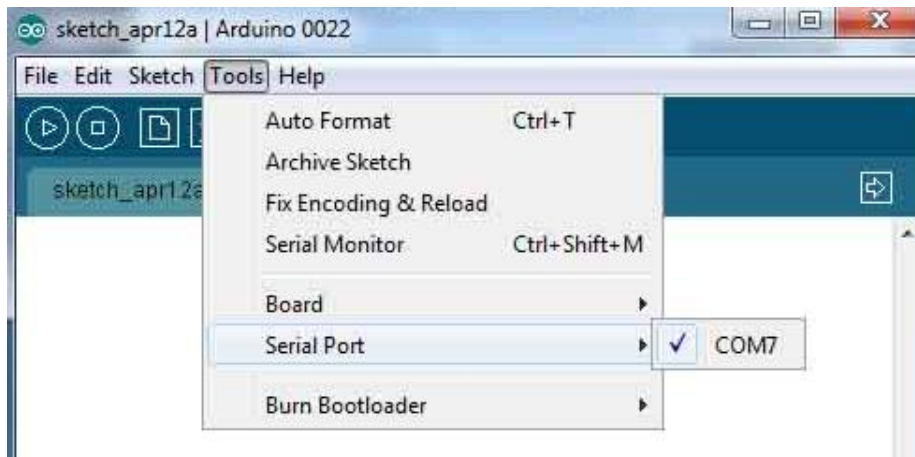 sketch_apr12a | Arduino 0022
File Edit Sketch Tools Help
Auto Format Ctrl+T
Archive Sketch
sketch_apr12a
Fix Encoding & Reload
Serial Monitor Ctrl+Shift+M
Board
Serial Port COM7
Burn Bootloader